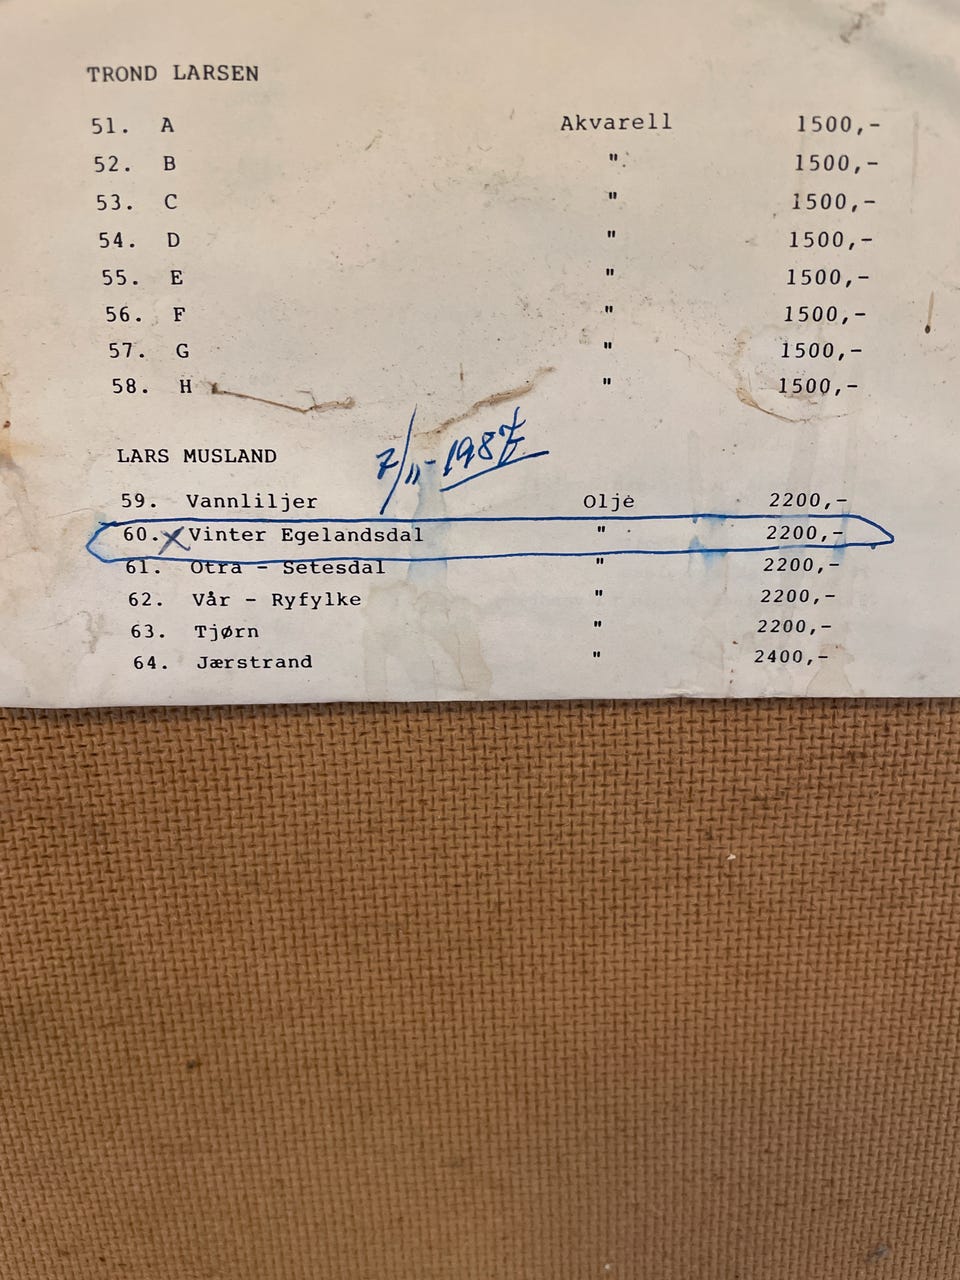 TROND LARSEN
51. A Akvarell 1500,-
52. B " 1500,-
53. C " 1500,-
54. D " 1500,-
55. E " 1500,-
56. F " 1500,-
57. G " 1500,-
58. H " 1500,-
7/11-1987
LARS MUSLAND
59. Vannliljer Olje 2200,-
60. X Vinter Egelandsdal " 2200,-
61. Otra - Setesdal " 2200,-
62. Vår - Ryfylke " 2200,-
63. Tjørn " 2200,-
64. Jærstrand " 2400,-